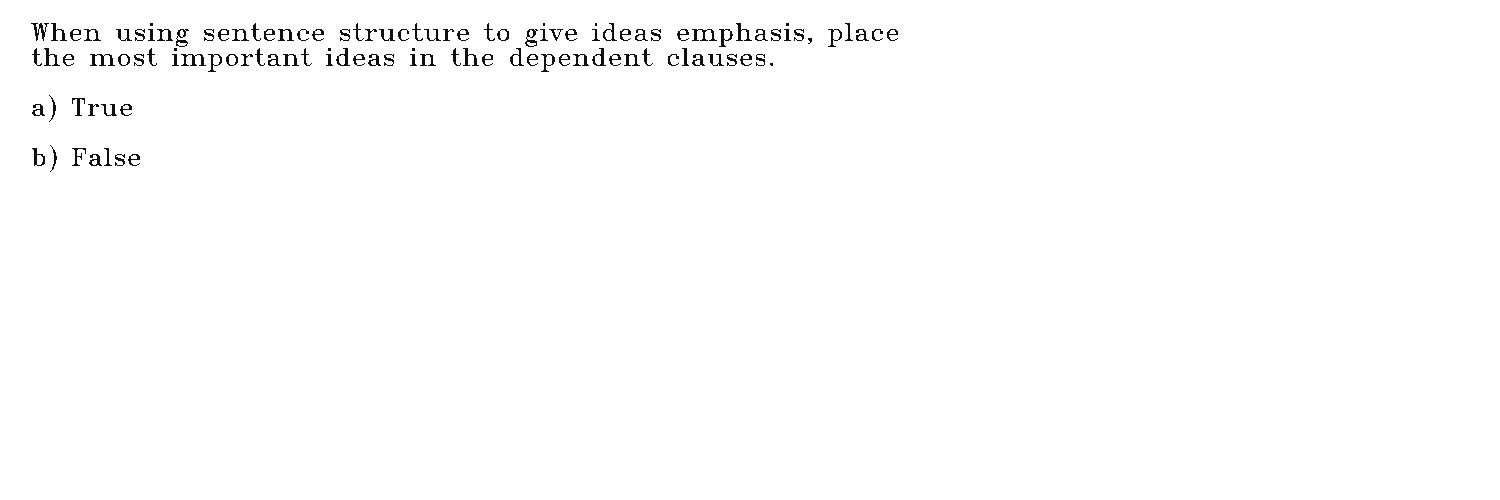 When using sentence structure to give ideas emphasis, place
the most important ideas in the dependent clauses.
a) True
b) False